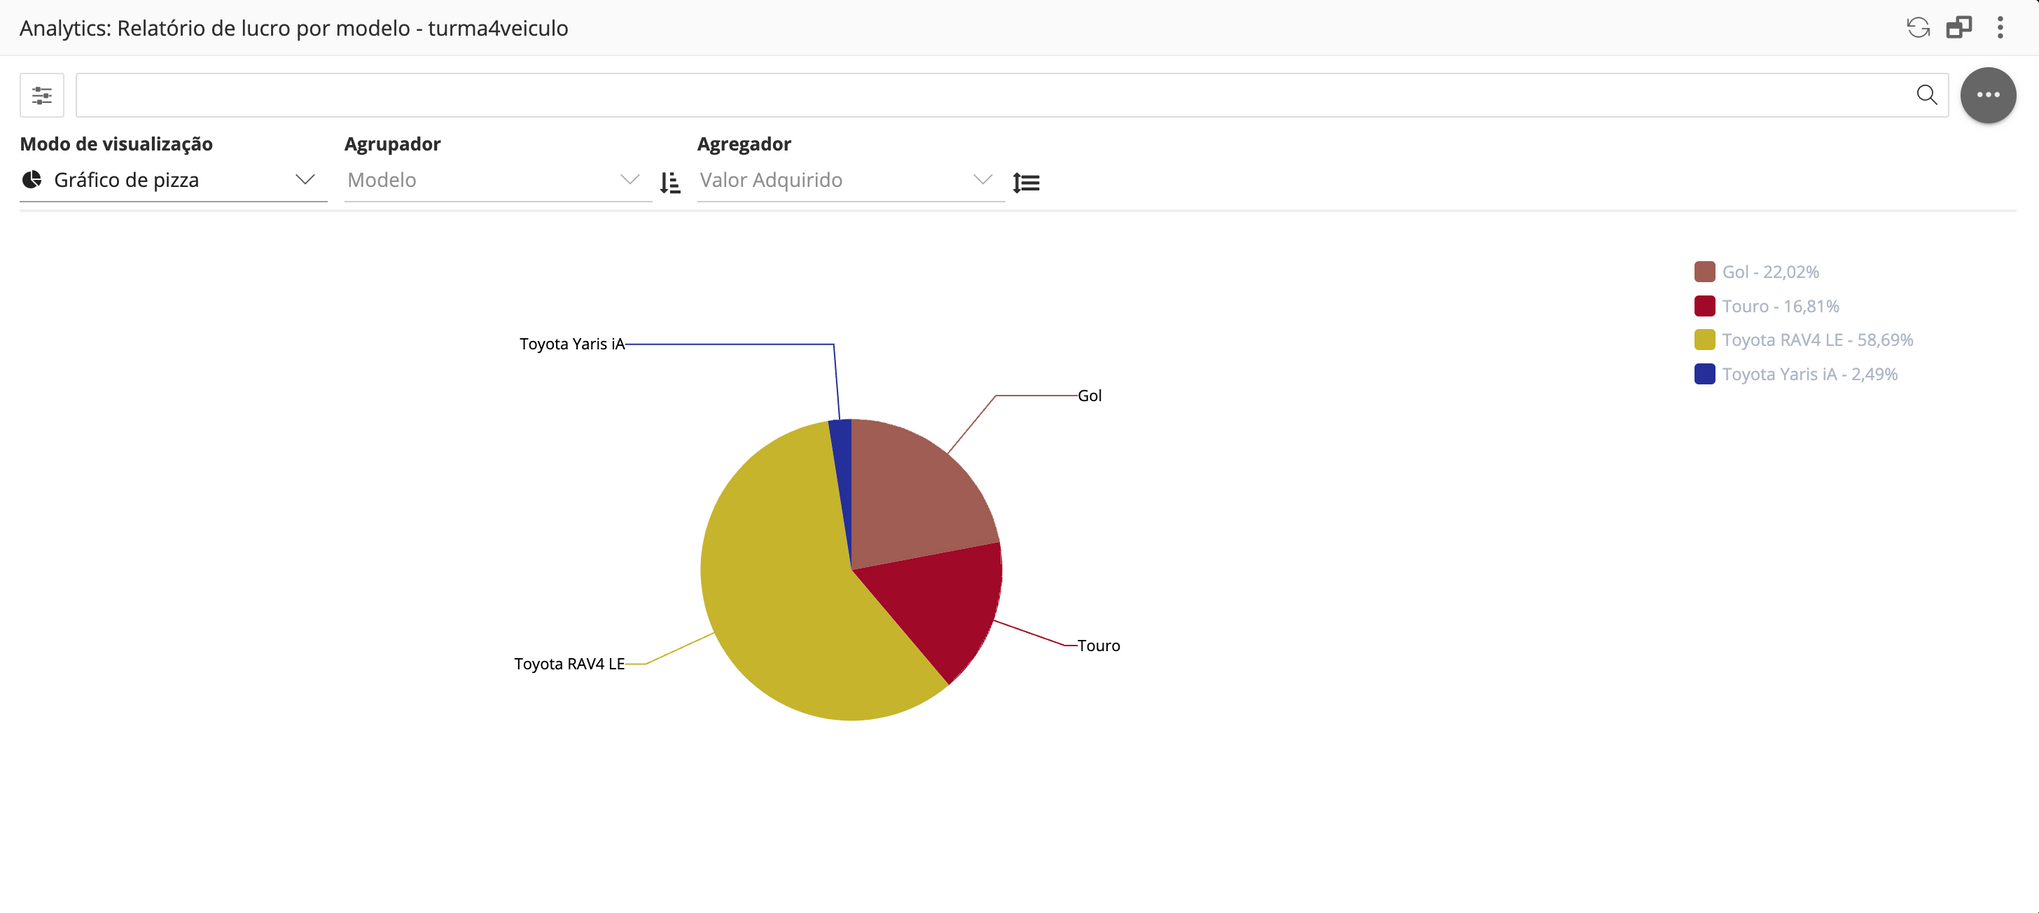 Analytics: Relatório de lucro por modelo - turma4veiculo
Modo de visualização
Agrupador
Agregador
Gráfico de pizza
Modelo
Valor Adquirido
Gol - 22,02%
Touro - 16,81%
Toyota RAV4 LE - 58,69%
Toyota Yaris iA - 2,49%
Toyota Yaris iA
Gol
Touro
Toyota RAV4 LE